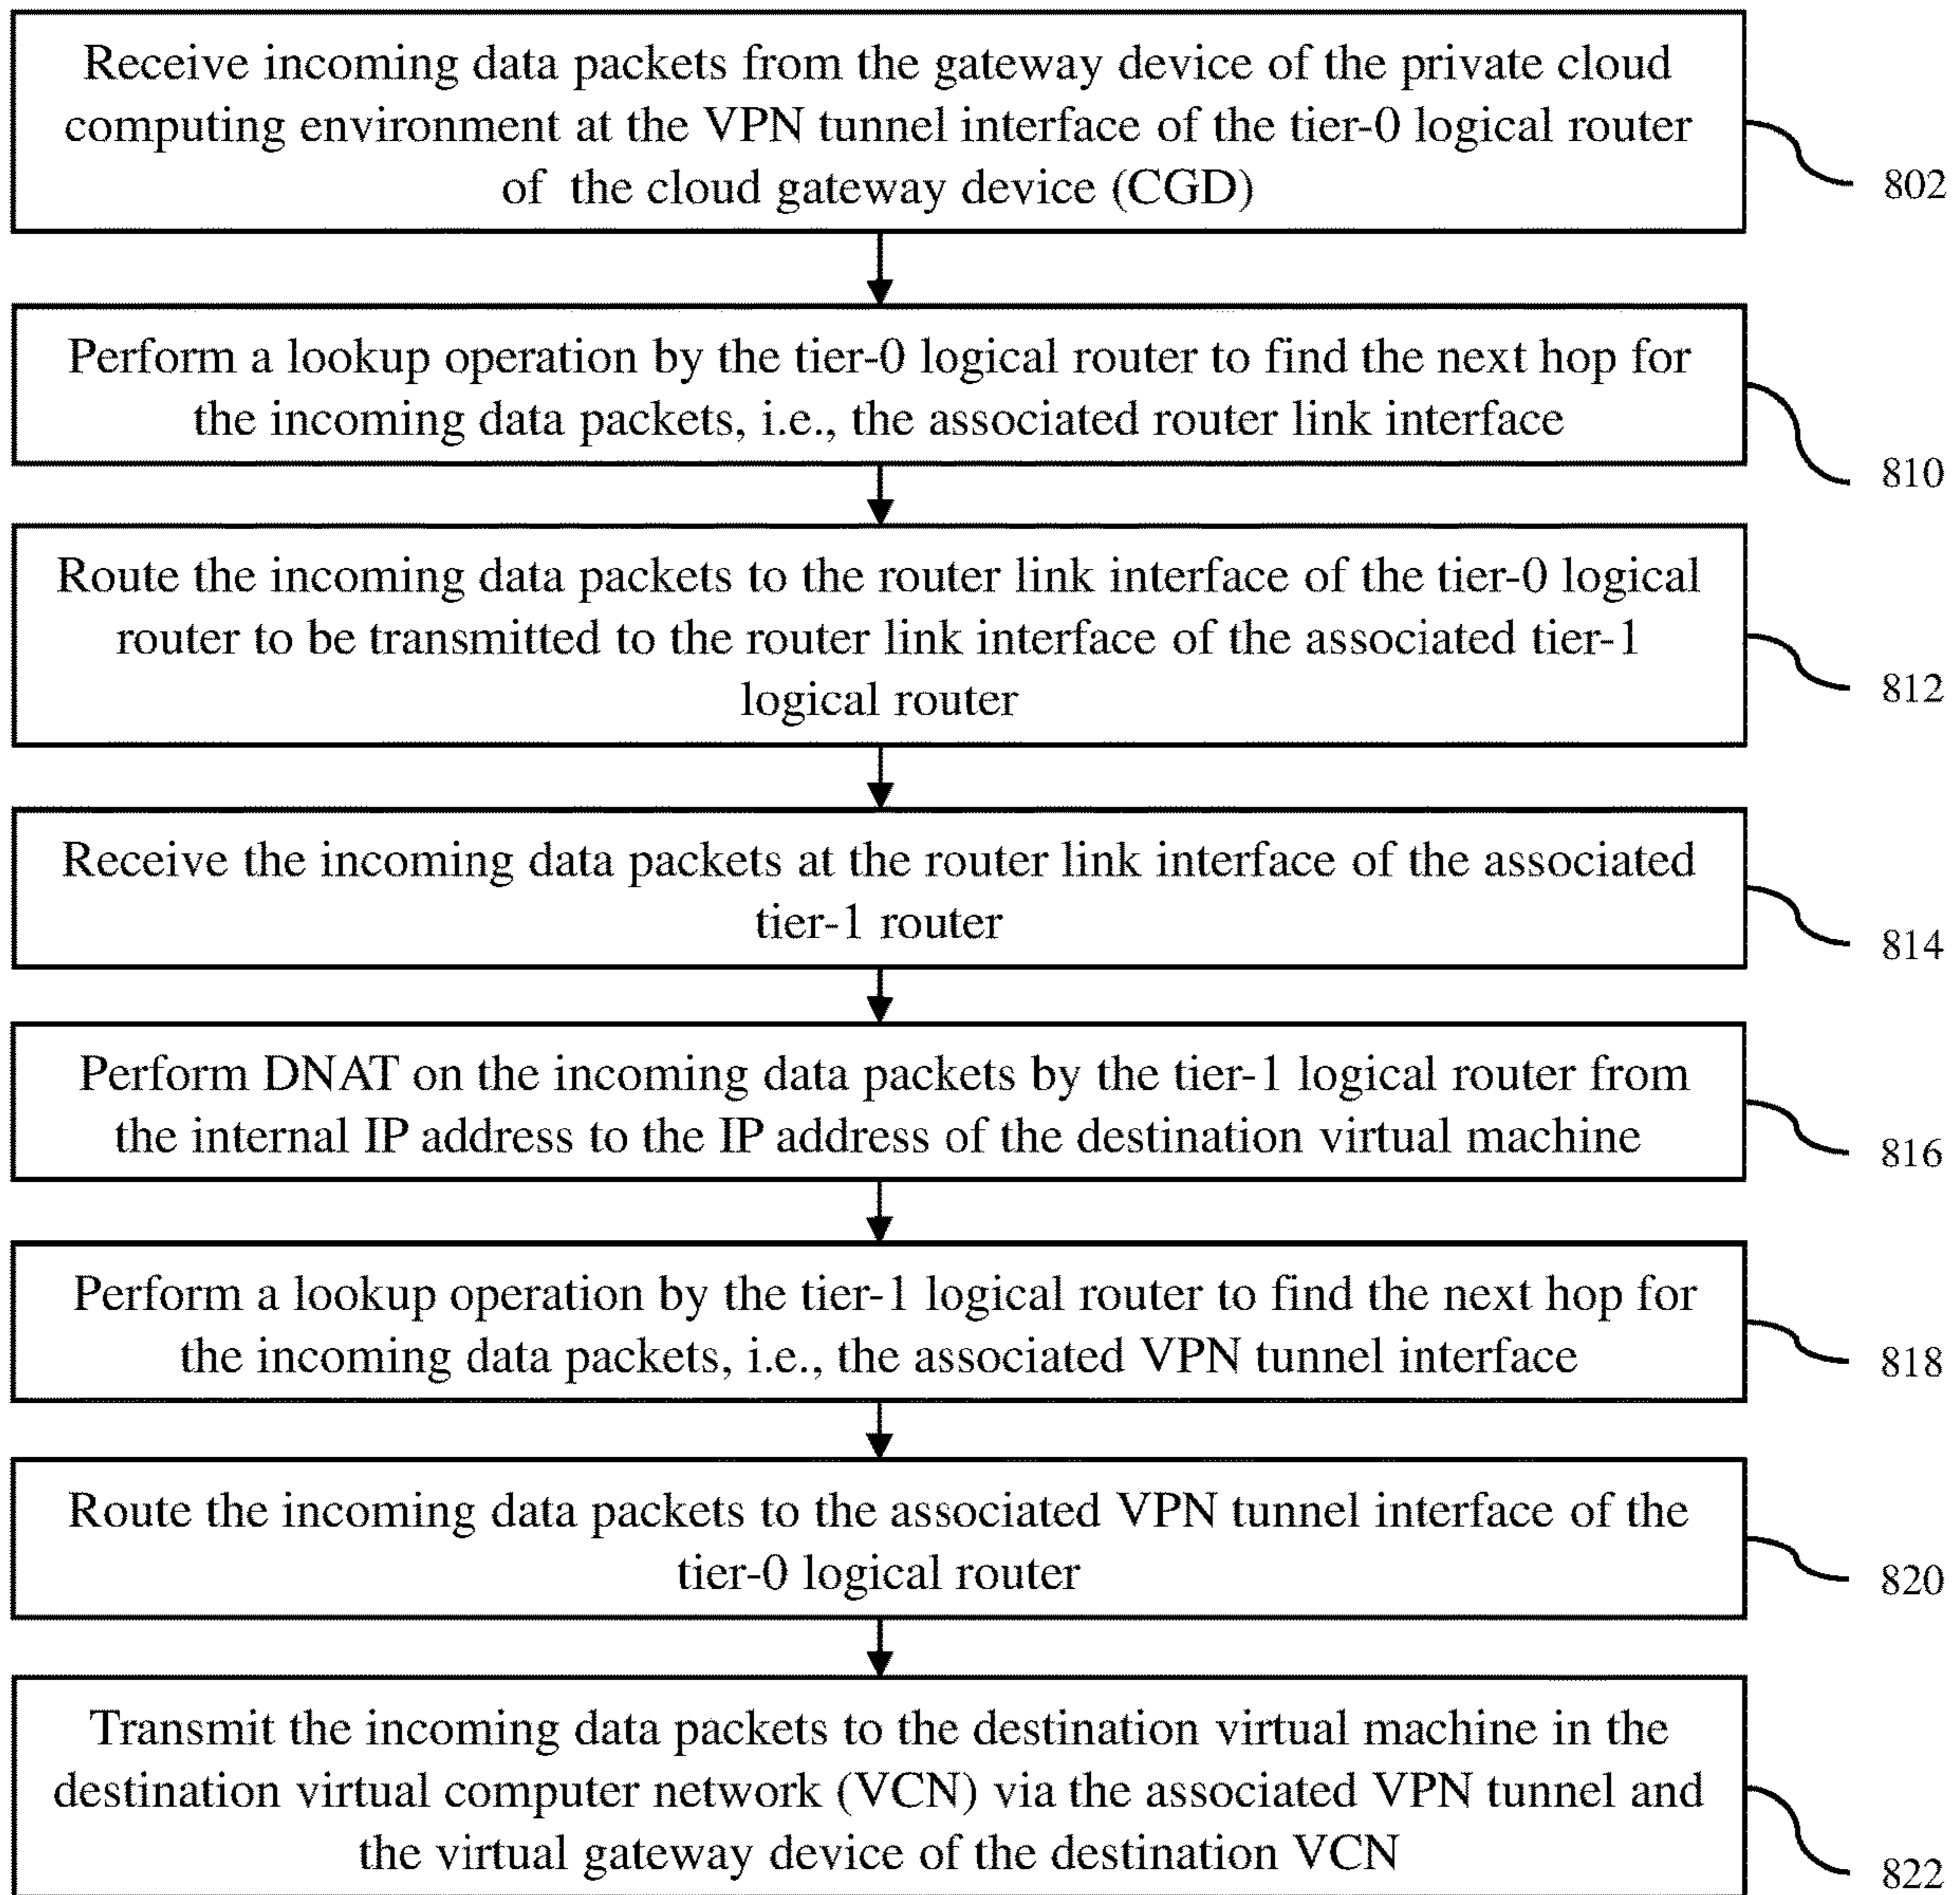 Receive incoming data packets from the gateway device of the private cloud
computing environment at the VPN tunnel interface of the tier-0 logical router
of the cloud gateway device (CGD)
802
Perform a lookup operation by the tier-0 logical router to find the next hop for
the incoming data packets, i.e., the associated router link interface
810
Route the incoming data packets to the router link interface of the tier-0 logical
router to be transmitted to the router link interface of the associated tier-1
logical router
812
Receive the incoming data packets at the router link interface of the associated
tier-1 router
814
Perform DNAT on the incoming data packets by the tier-1 logical router from
the internal IP address to the IP address of the destination virtual machine
816
Perform a lookup operation by the tier-1 logical router to find the next hop for
the incoming data packets, i.e., the associated VPN tunnel interface
818
Route the incoming data packets to the associated VPN tunnel interface of the
tier-0 logical router
820
Transmit the incoming data packets to the destination virtual machine in the
destination virtual computer network (VCN) via the associated VPN tunnel and
the virtual gateway device of the destination VCN
822